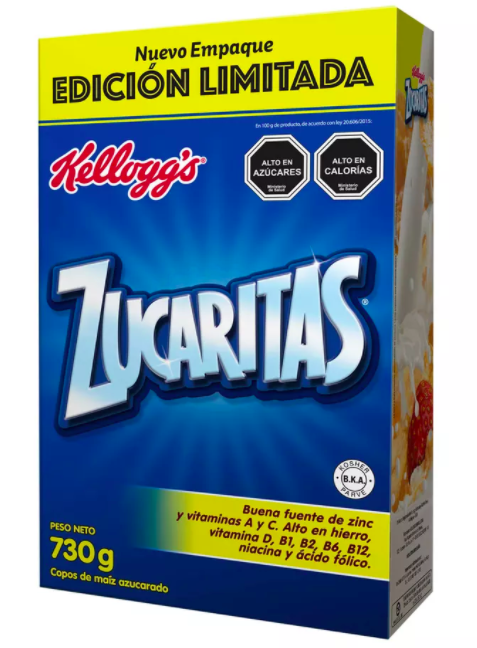 Nuevo Empaque
EDICIÓN LIMITADA
En 100 g de producto, de acuerdo con ley 20.606/2015:
Kellogg's®
ALTO EN
AZÚCARES
Ministerio
de Salud
ALTO EN
CALORÍAS
Ministerio
de Salud
ZUCARITAS®
Kellogg's
ZUCARITAS
KOSHER
B.K.A.
PARVE
Buena fuente de zinc
y vitaminas A y C. Alto en hierro,
vitamina D, B1, B2, B6, B12,
niacina y ácido fólico.
PESO NETO
730 g
Copos de maíz azucarado